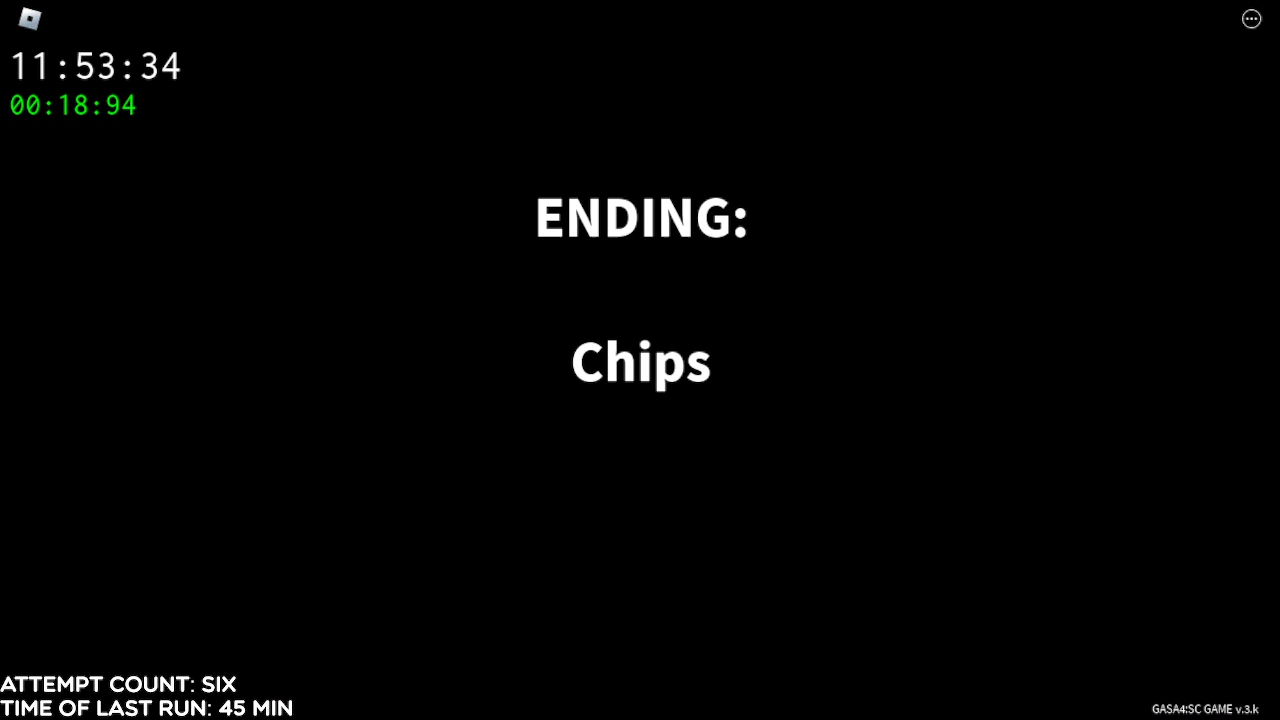 11:53:34
00:18:94
ENDING:
Chips
ATTEMPT COUNT: SIX
TIME OF LAST RUN: 45 MIN
GASA4:SC GAME v.3.k